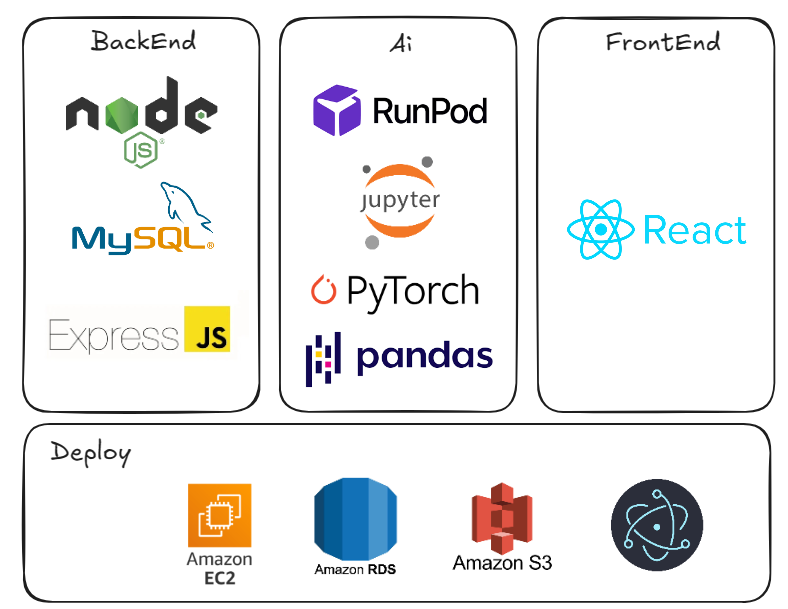 BackEnd
node
JS®
MySQL®
Express JS
Ai
RunPod
jupyter
PyTorch
pandas
FrontEnd
React
Deploy
Amazon
EC2
Amazon RDS
Amazon S3